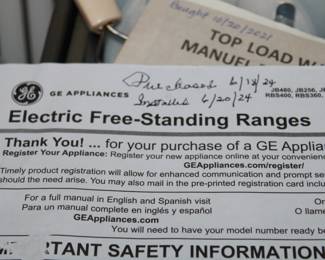 Bought 10/20/2021
TOP LOAD W
MANUEL
Purchased 6/18/24
Installed 6/20/24
GE APPLIANCES
JB480, JB256, J
RBS460, RBS360,
Electric Free-Standing Ranges
Thank You! ... for your purchase of a GE Applia
Register Your Appliance: Register your new appliance online at your convenience
GEAppliances.com/register/
Timely product registration will allow for enhanced communication and prompt se
should the need arise. You may also mail in the pre-printed registration card inclu
For a full manual in English and Spanish visit
Para un manual completo en inglés y español
GEAppliances.com
Or
You will need to have your model number ready be
RTANT SAFETY INFORMATION